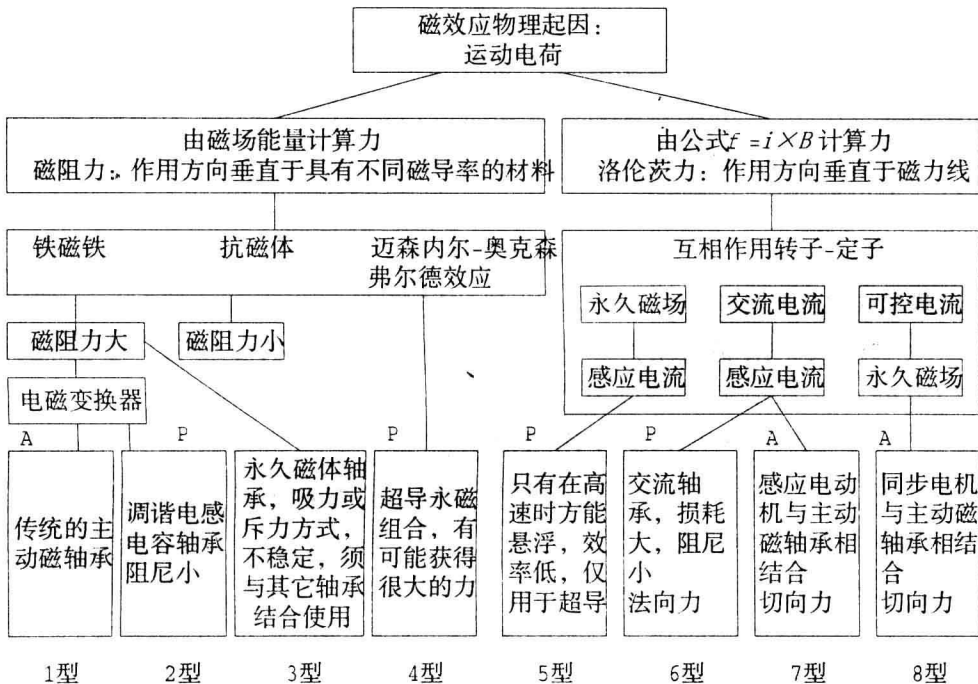 磁效应物理起因：
运动电荷
由磁场能量计算力
磁阻力：作用方向垂直于具有不同磁导率的材料
由公式f=i×B计算力
洛伦茨力：作用方向垂直于磁力线
铁磁铁
抗磁体
迈森内尔-奥克森
弗尔德效应
互相作用转子-定子
永久磁场
交流电流
可控电流
磁阻力大
磁阻力小
感应电流
感应电流
永久磁场
电磁变换器
A
P
P
P
P
A
A
传统的主
动磁轴承
调谐电感
电容轴承
阻尼小
永久磁体轴
承，吸力或
斥力方式，
不稳定，须
与其它轴承
结合使用
超导永磁
组合，有
可能获得
很大的力
只有在高
速时方能
悬浮，效
率低，仅
用于超导
交流轴
承，损耗
大，阻尼
小
法向力
感应电动
机与主动
磁轴承相
结合
切向力
同步电机
与主动磁
轴承相结
合
切向力
1型
2型
3型
4型
5型
6型
7型
8型